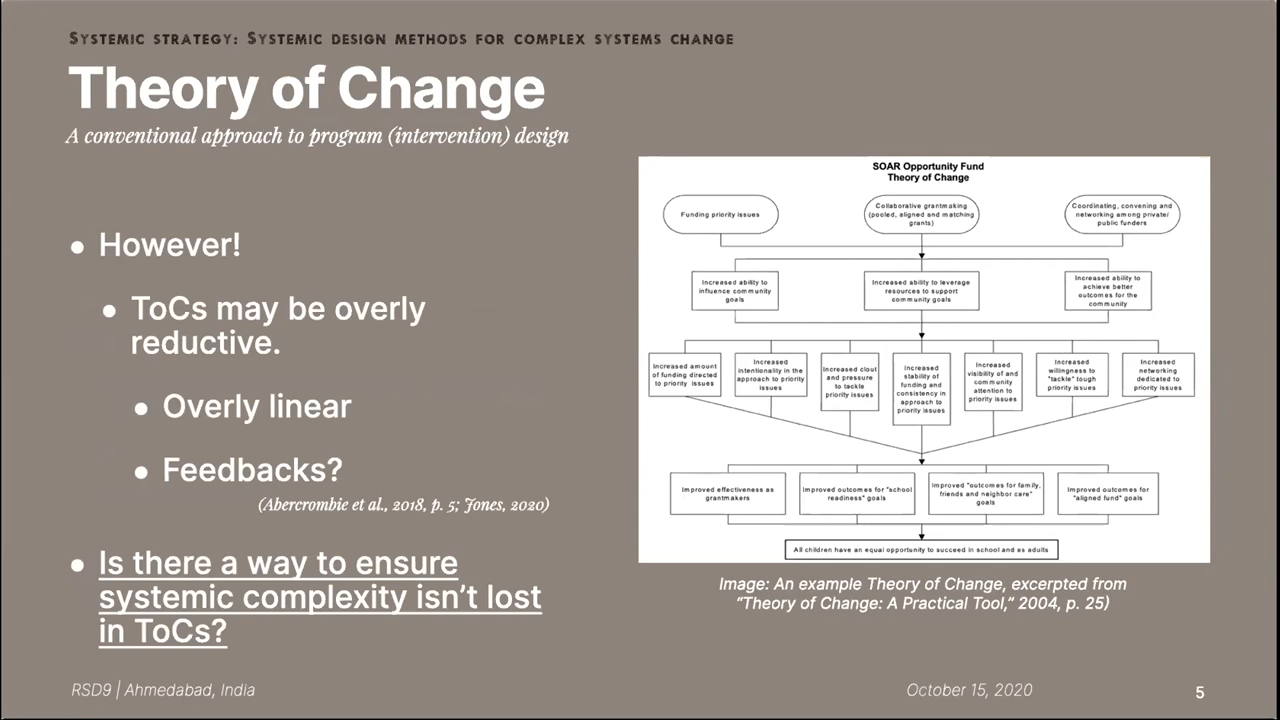 SYSTEMIC STRATEGY: SYSTEMIC DESIGN METHODS FOR COMPLEX SYSTEMS CHANGE
Theory of Change
A conventional approach to program (intervention) design
• However!
• ToCs may be overly
reductive.
• Overly linear
• Feedbacks?
(Abercrombie et al., 2018, p. 5; Jones, 2020)
• Is there a way to ensure
systemic complexity isn't lost
in ToCs?
SOAR Opportunity Fund
Theory of Change
Funding priority issues
Collaborative grantmaking
(pooled, aligned and matching
grants)
Coordinating, convening and
networking among private/
public funders
Increased ability to
influence community
goals
Increased ability to leverage
resources to support
community goals
Increased ability to
achieve better
outcomes for the
community
Increased amount
of funding directed
to priority issues
Increased
intentionality in the
approach to priority
issues
Increased clout
and pressure
to tackle
priority issues
Increased
stability of
funding and
consistency in
approach to
priority issues
Increased
visibility of and
community
attention to
priority issues
Increased
willingness to
"tackle" tough
priority issues
Increased
networking
dedicated to
priority issues
Improved effectiveness as
grantmakers
Improved outcomes for "school
readiness" goals
Improved "outcomes for family,
friends and neighbor care"
goals
Improved outcomes for
"aligned fund" goals
All children have an equal opportunity to succeed in school and as adults
Image: An example Theory of Change, excerpted from
"Theory of Change: A Practical Tool," 2004, p. 25)
RSD9 | Ahmedabad, India
October 15, 2020
5